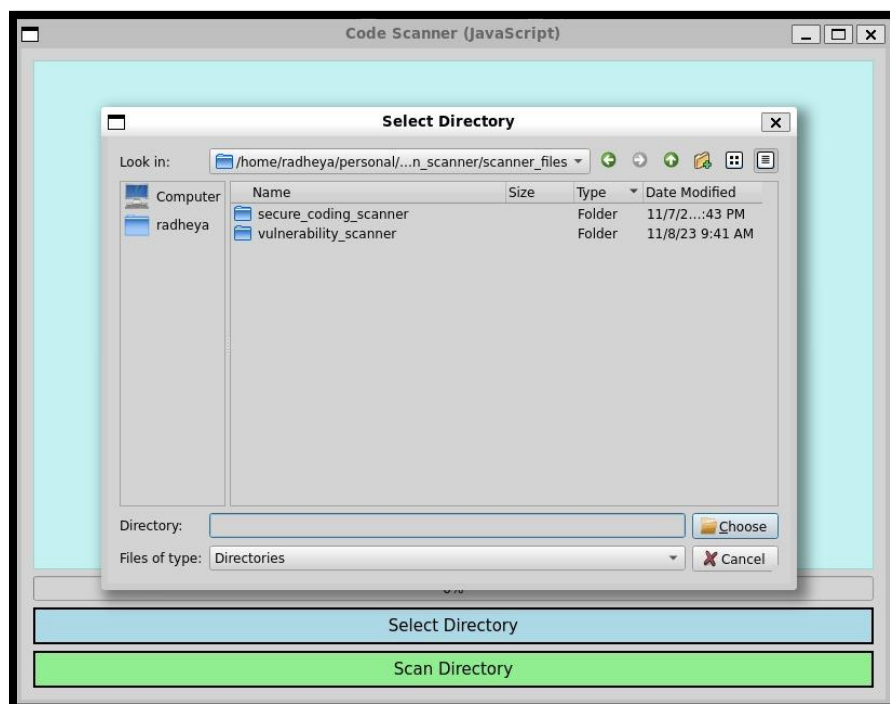 Code Scanner (JavaScript)
Select Directory
Look in: /home/radheya/personal/...n_scanner/scanner_files
Computer
radheya
Name Size Type Date Modified
secure_coding_scanner Folder 11/7/2...:43 PM
vulnerability_scanner Folder 11/8/23 9:41 AM
Directory: Choose
Files of type: Directories Cancel
Select Directory
Scan Directory